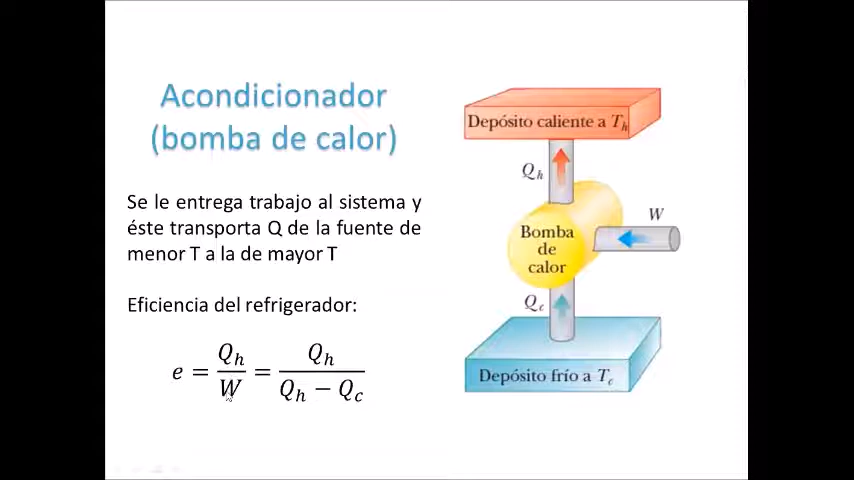 Acondicionador
(bomba de calor)
Se le entrega trabajo al sistema y
éste transporta Q de la fuente de
menor T a la de mayor T
Eficiencia del refrigerador:
e = Q_h / W = Q_h / (Q_h − Q_c)
Depósito caliente a T_h
Q_h
W
Bomba
de
calor
Q_c
Depósito frío a T_c